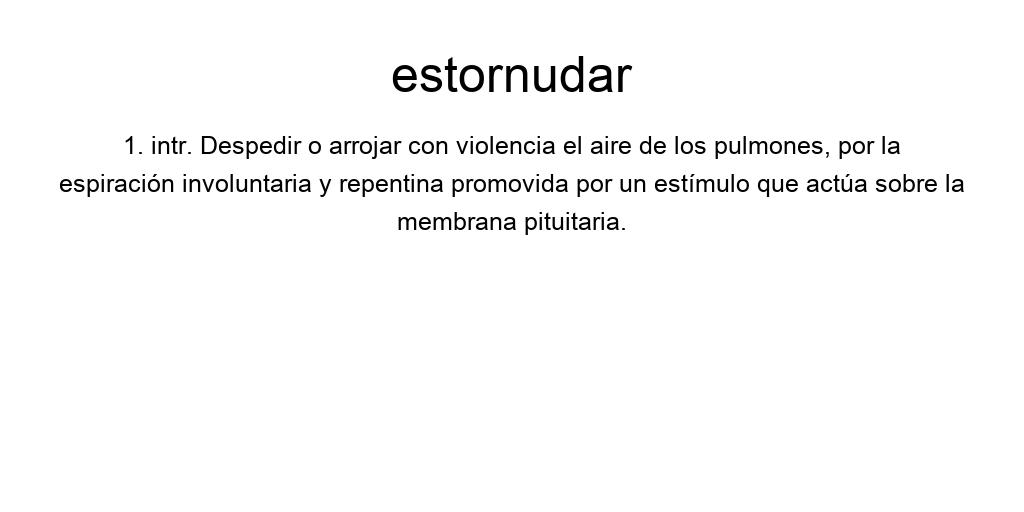 estornudar
1. intr. Despedir o arrojar con violencia el aire de los pulmones, por la
espiración involuntaria y repentina promovida por un estímulo que actúa sobre la
membrana pituitaria.